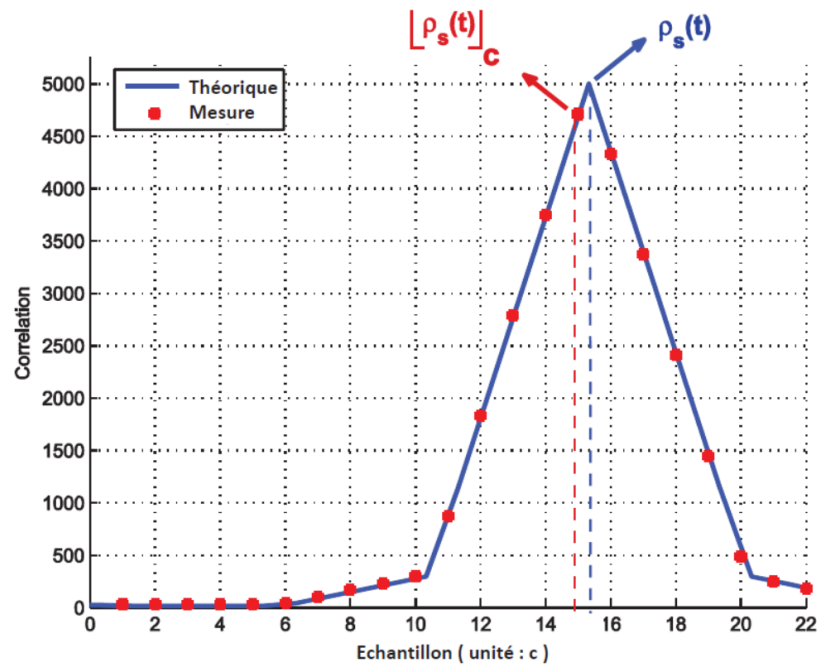 ⌊ρs(t)⌋c
ρs(t)
Théorique
Mesure
5000
4500
4000
3500
3000
2500
2000
1500
1000
500
0
Correlation
0 2 4 6 8 10 12 14 16 18 20 22
Echantillon ( unité : c )